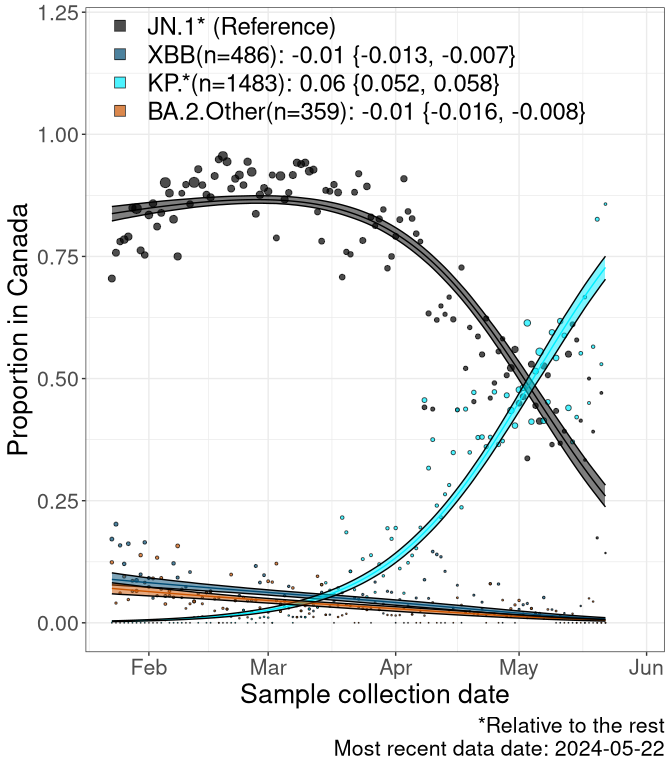 JN.1* (Reference)
XBB(n=486): -0.01 {-0.013, -0.007}
KP.*(n=1483): 0.06 {0.052, 0.058}
BA.2.Other(n=359): -0.01 {-0.016, -0.008}
1.25
1.00
0.75
0.50
0.25
0.00
Proportion in Canada
Feb Mar Apr May Jun
Sample collection date
*Relative to the rest
Most recent data date: 2024-05-22